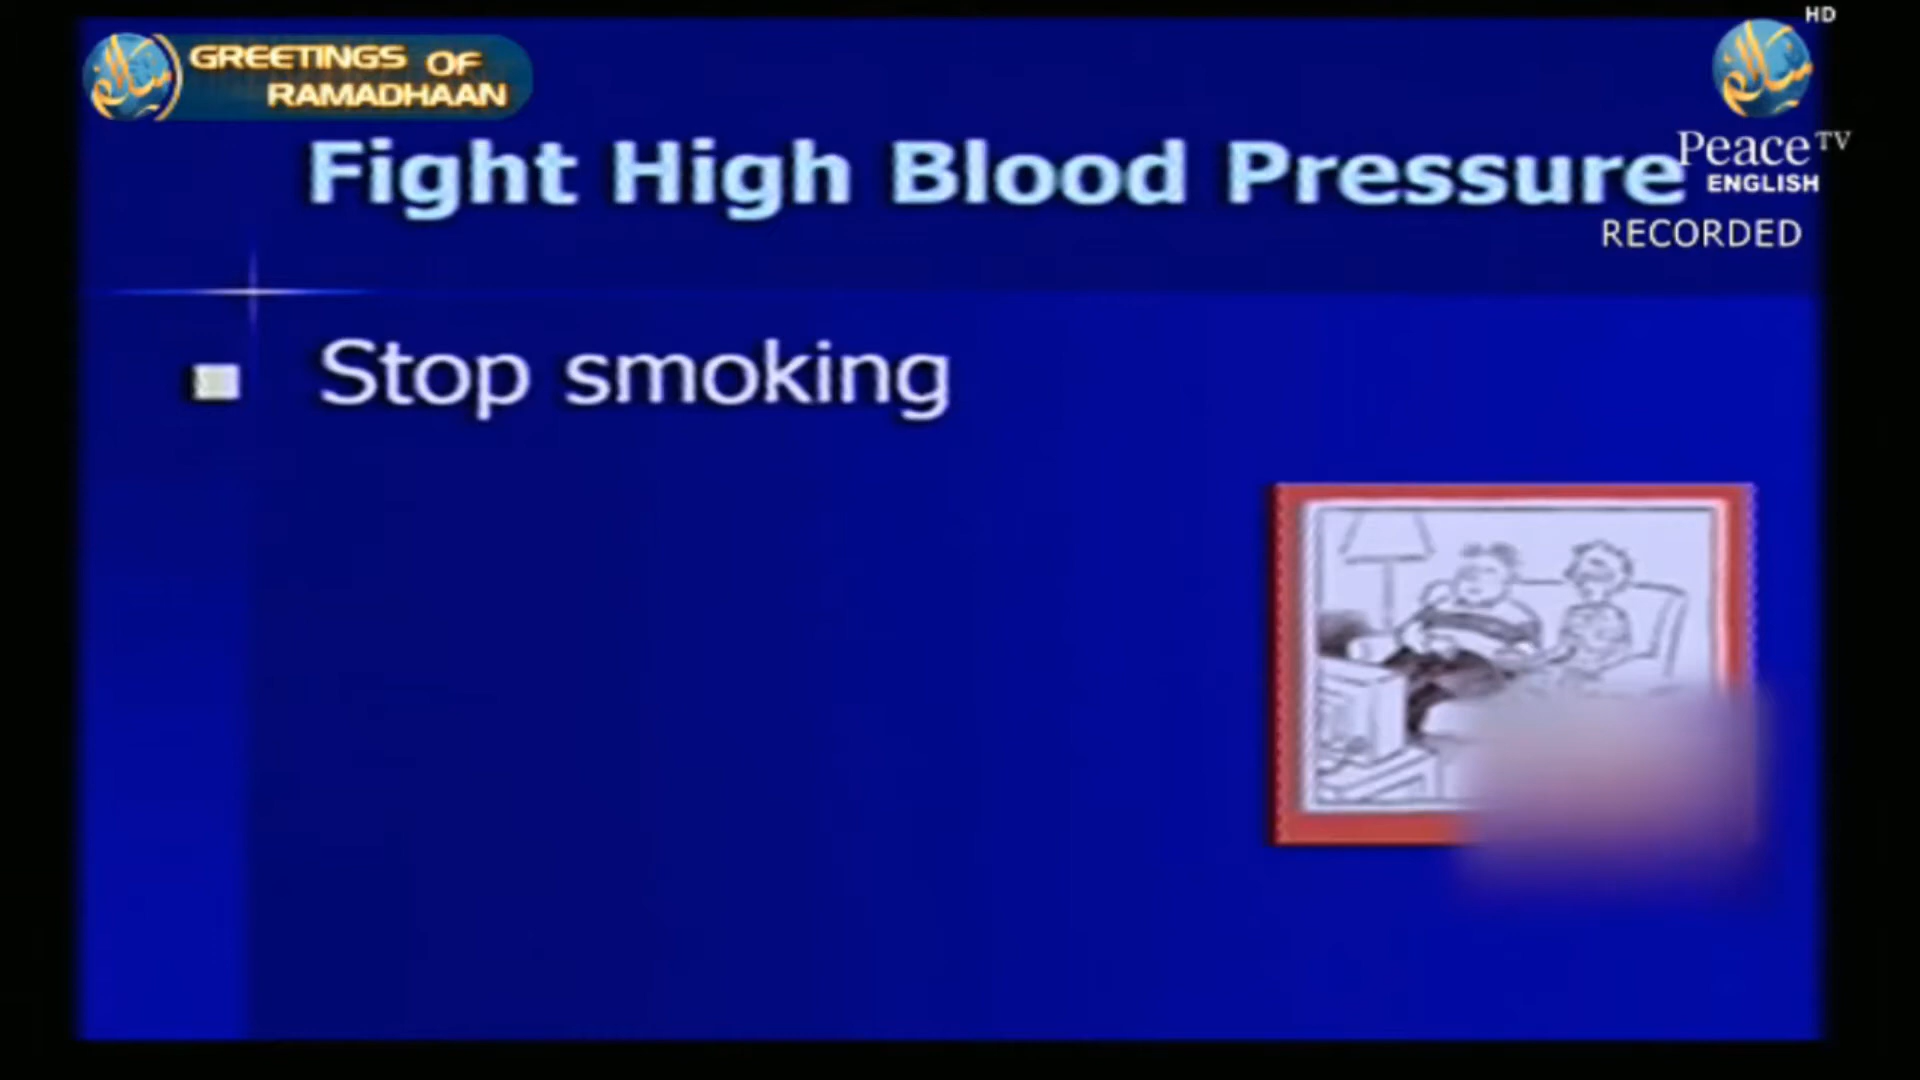 GREETINGS OF
RAMADHAAN
HD
Peace TV
ENGLISH
RECORDED
Fight High Blood Pressure
Stop smoking